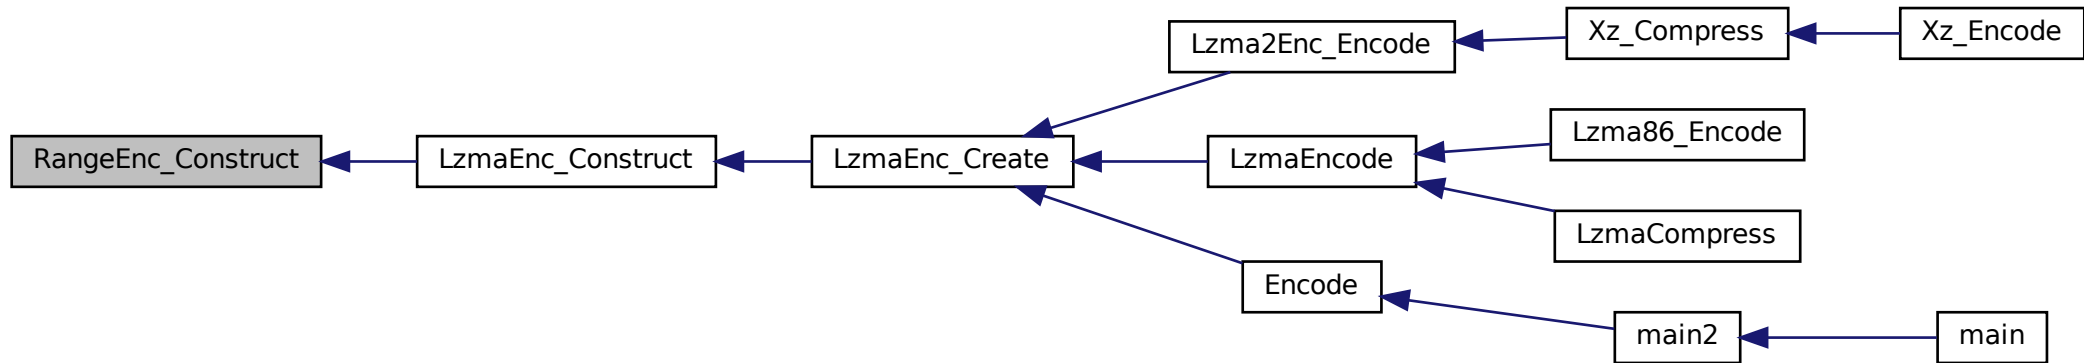 RangeEnc_Construct
LzmaEnc_Construct
LzmaEnc_Create
Lzma2Enc_Encode
Xz_Compress
Xz_Encode
LzmaEncode
Lzma86_Encode
LzmaCompress
Encode
main2
main